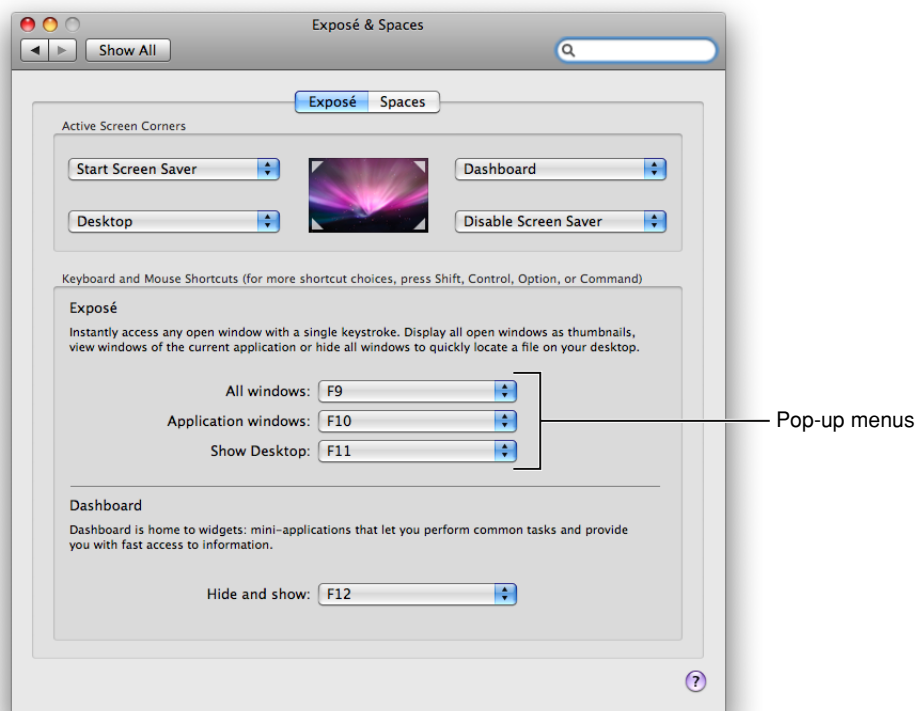 Exposé & Spaces
Show All
Exposé Spaces
Active Screen Corners
Start Screen Saver
Dashboard
Desktop
Disable Screen Saver
Keyboard and Mouse Shortcuts (for more shortcut choices, press Shift, Control, Option, or Command)
Exposé
Instantly access any open window with a single keystroke. Display all open windows as thumbnails,
view windows of the current application or hide all windows to quickly locate a file on your desktop.
All windows: F9
Application windows: F10
Show Desktop: F11
Pop-up menus
Dashboard
Dashboard is home to widgets: mini-applications that let you perform common tasks and provide
you with fast access to information.
Hide and show: F12
?